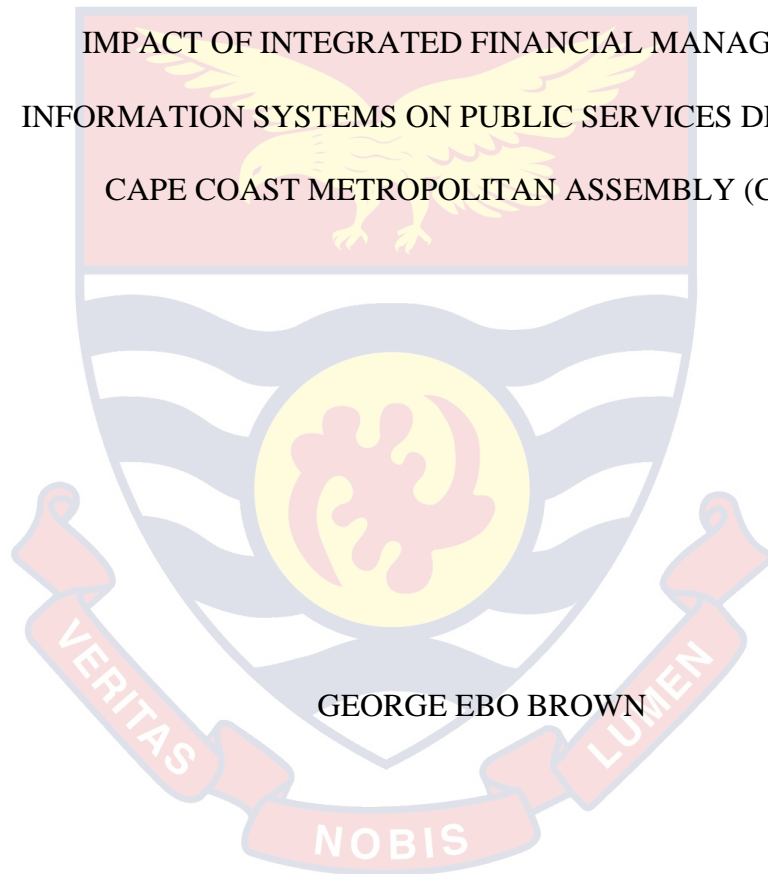 IMPACT OF INTEGRATED FINANCIAL MANAG
INFORMATION SYSTEMS ON PUBLIC SERVICES
CAPE COAST METROPOLITAN ASSEMBLY
GEORGE EBO BROWN
VERITAS
NOBIS
LUMEN